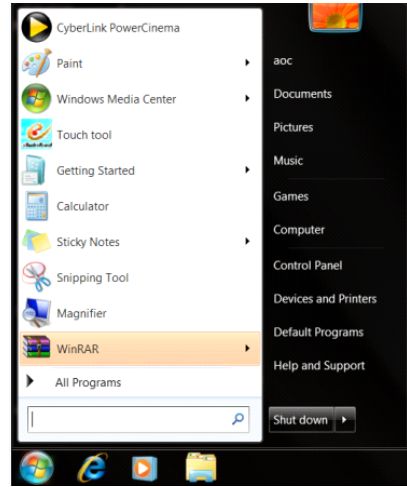 CyberLink PowerCinema
Paint
Windows Media Center
Touch tool
Getting Started
Calculator
Sticky Notes
Snipping Tool
Magnifier
WinRAR
All Programs
aoc
Documents
Pictures
Music
Games
Computer
Control Panel
Devices and Printers
Default Programs
Help and Support
Shut down